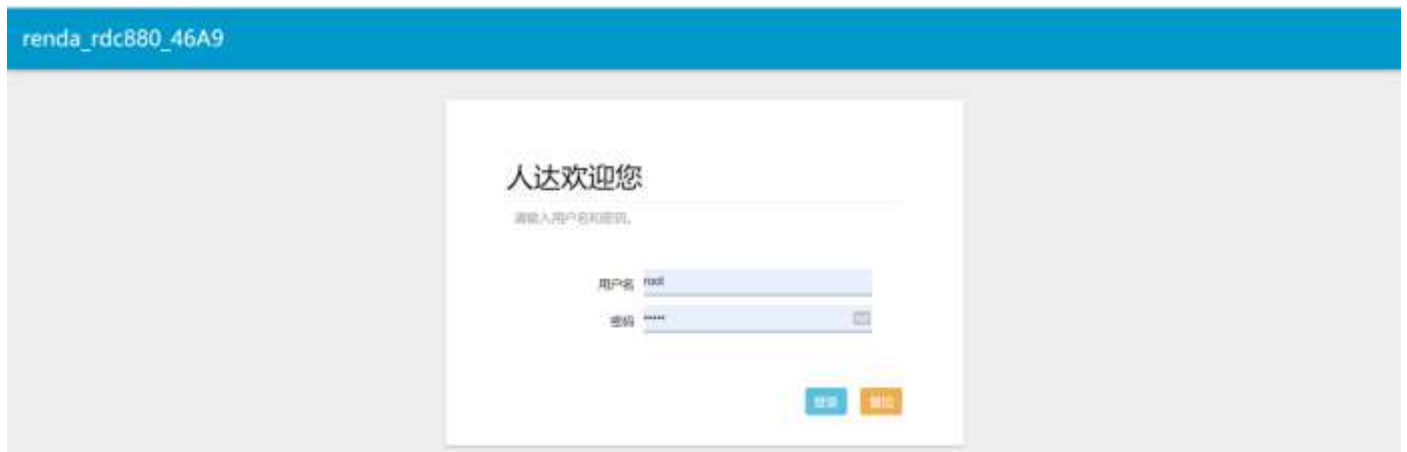 renda_rdc880_46A9
人达欢迎您
请输入用户名和密码。
用户名 root
密码 •••••
登录 复位